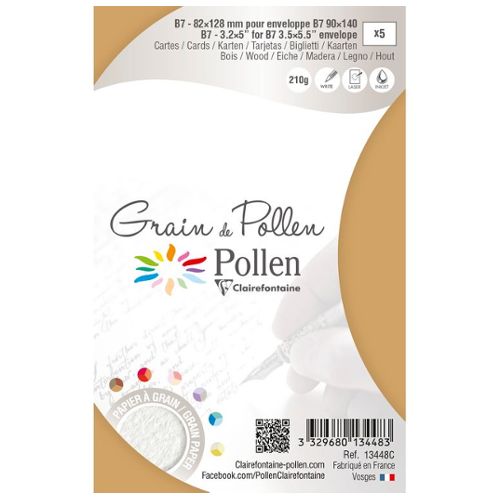 B7 - 82×128 mm pour enveloppe B7 90×140
B7 - 3.2×5" for B7 3.5×5.5" envelope
Cartes / Cards / Karten / Tarjetas / Biglietti / Kaarten
Bois / Wood / Eiche / Madera / Legno / Hout
x5
210g
WRITE
LASER
INKJET
Grain de Pollen
Pollen
Clairefontaine
PAPIER À GRAIN / GRAIN PAPER
3 329680 134483
Clairefontaine-pollen.com
Facebook.com/PollenClairefontaine
Ref. 13448C
Fabriqué en France
Vosges